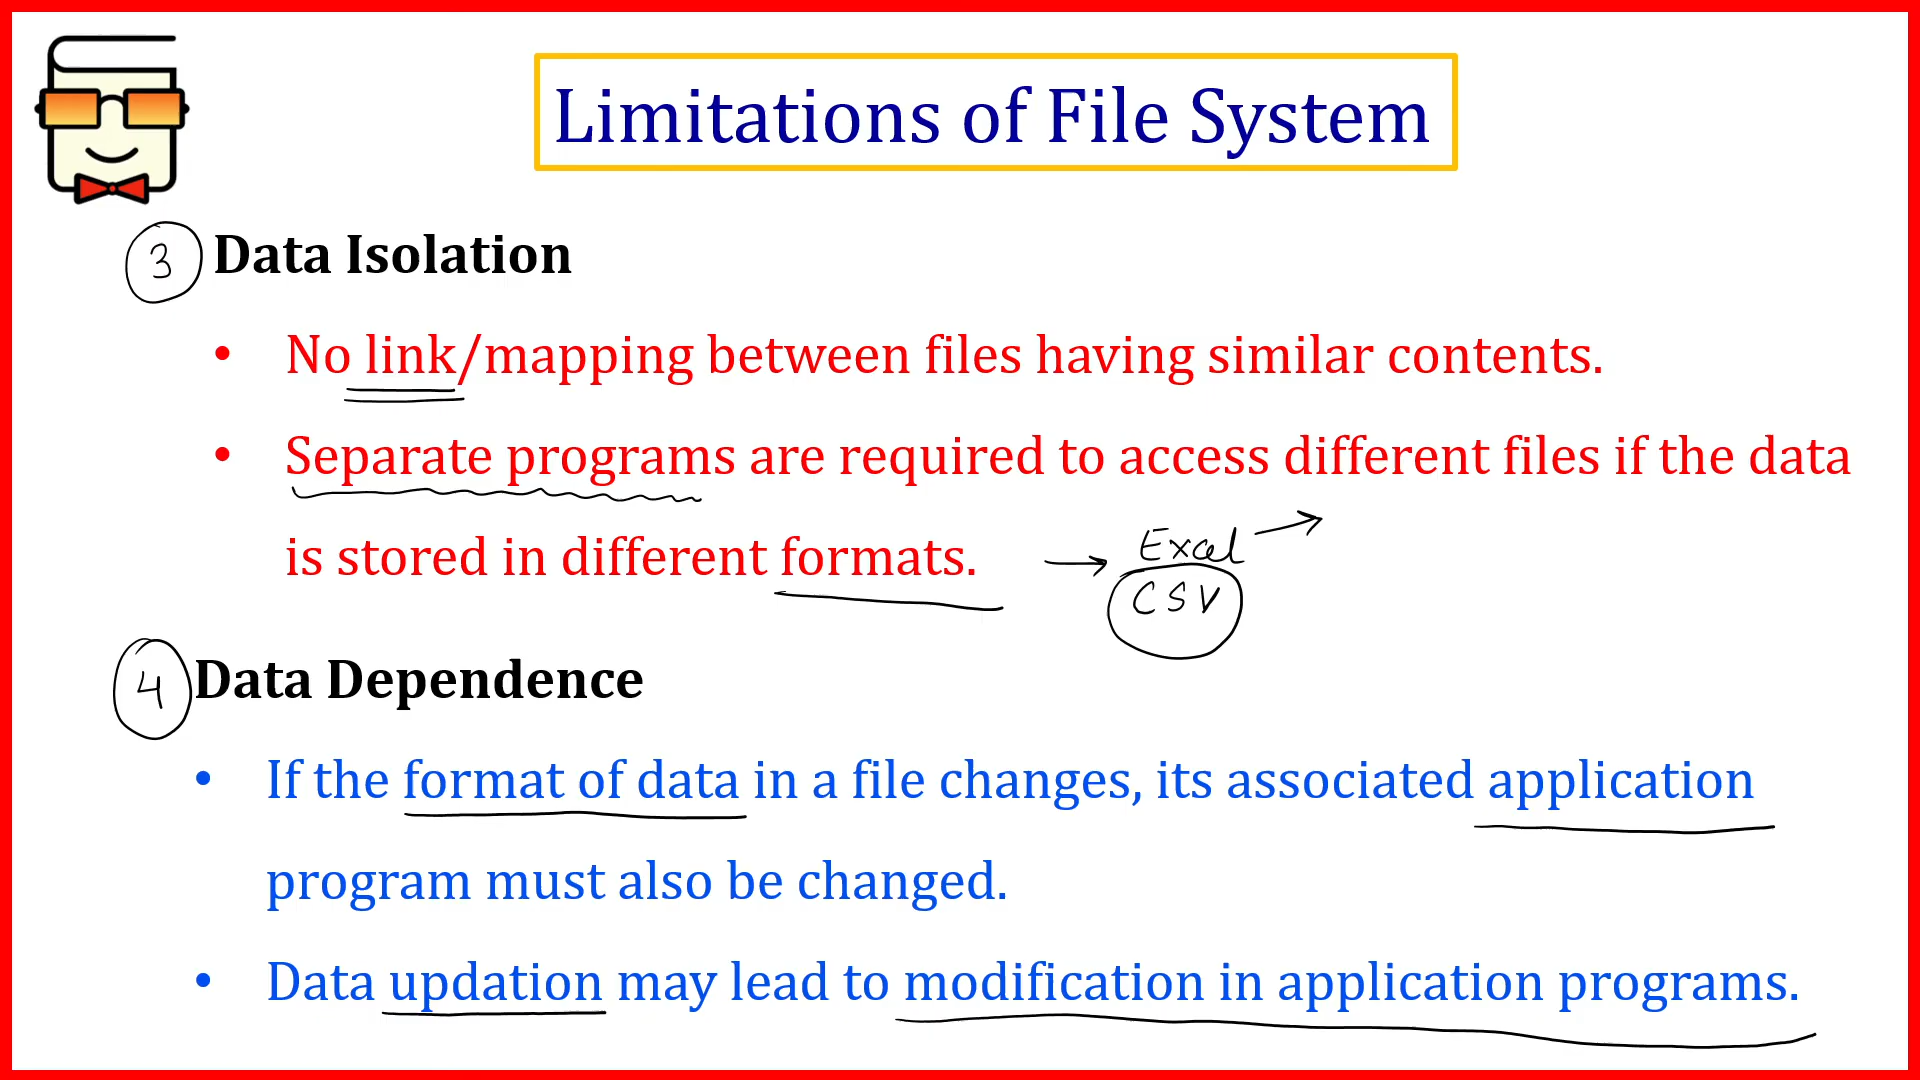 Limitations of File System
3 Data Isolation
• No link/mapping between files having similar contents.
• Separate programs are required to access different files if the data
is stored in different formats. → Excel →
CSV
4 Data Dependence
• If the format of data in a file changes, its associated application
program must also be changed.
• Data updation may lead to modification in application programs.